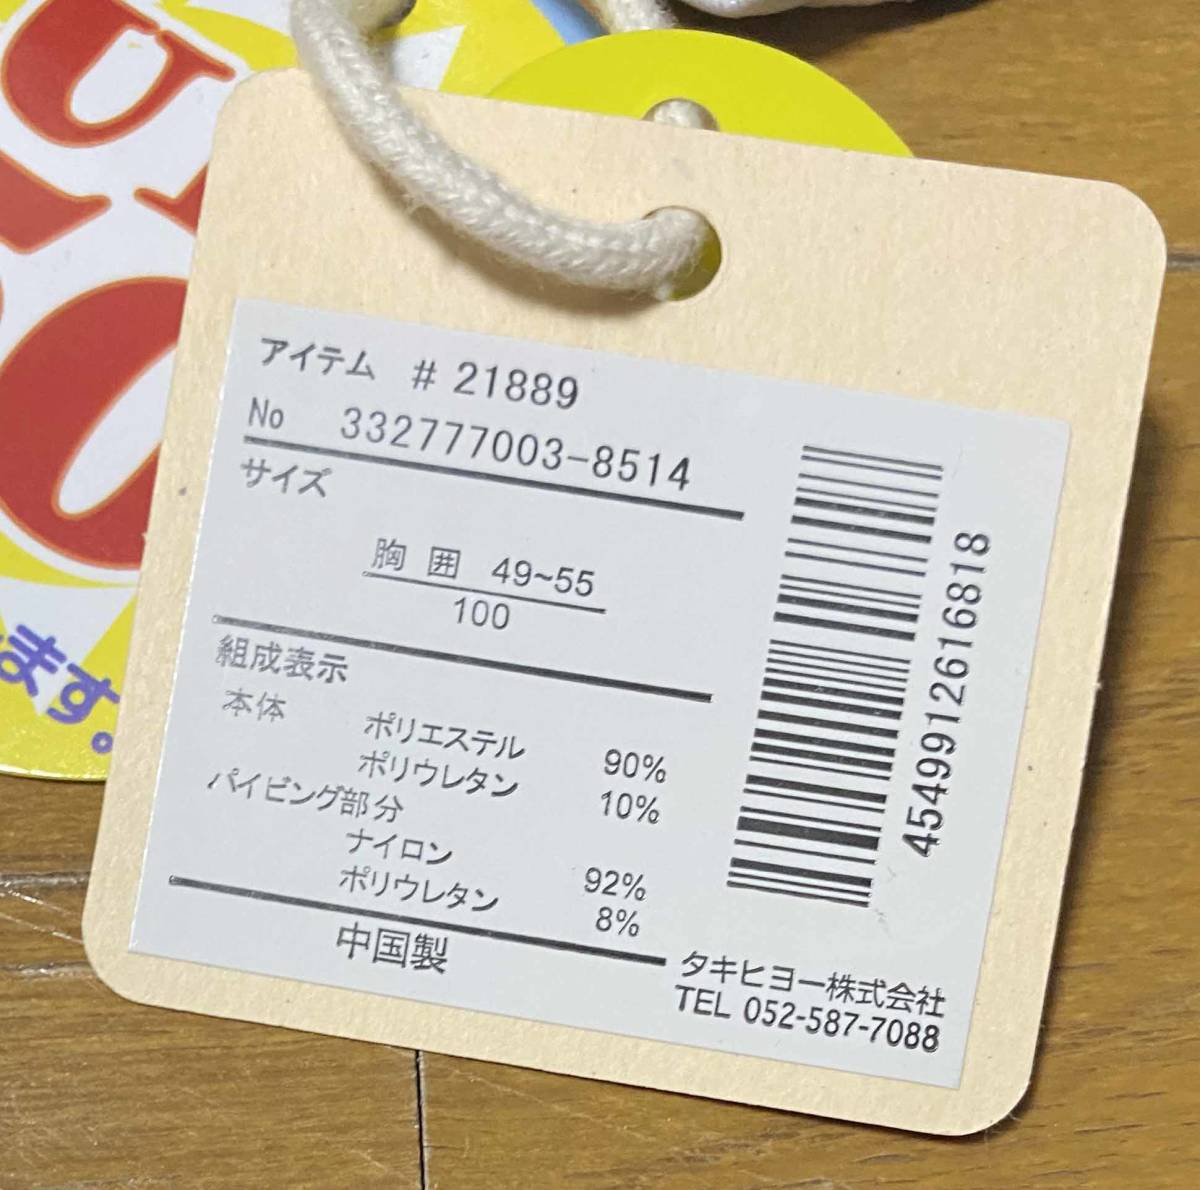 アイテム # 21889
No 332777003-8514
サイズ
胸 囲 49~55
100
組成表示
本体
ポリエステル 90%
ポリウレタン 10%
パイピング部分
ナイロン 92%
ポリウレタン 8%
中国製
タキヒヨー株式会社
TEL 052-587-7088
4549912616818
ます。